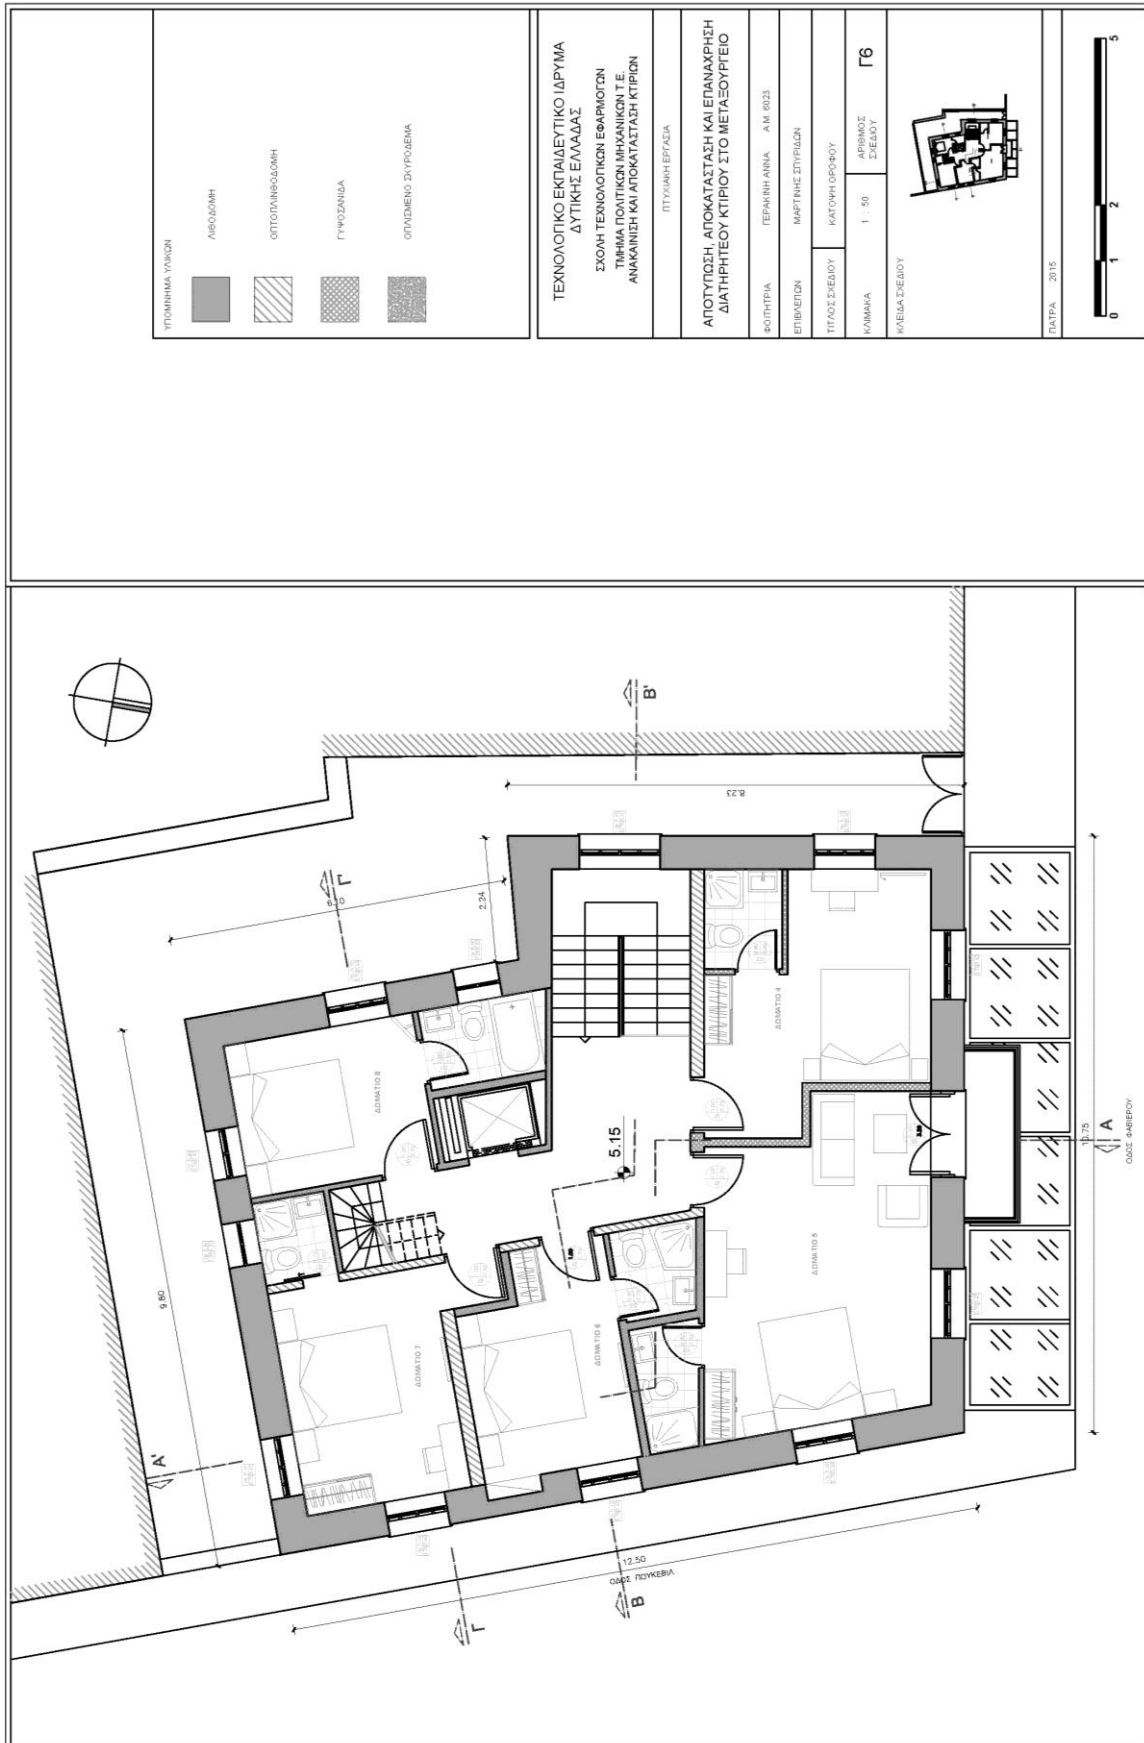 ΥΠΟΜΝΗΜΑ ΥΛΙΚΩΝ
ΛΙΘΟΔΟΜΗ
ΟΠΤΟΠΛΙΝΘΟΔΟΜΗ
ΓΥΨΟΣΑΝΙΔΑ
ΟΠΛΙΣΜΕΝΟ ΣΚΥΡΟΔΕΜΑ
ΤΕΧΝΟΛΟΓΙΚΟ ΕΚΠΑΙΔΕΥΤΙΚΟ ΙΔΡΥΜΑ
ΔΥΤΙΚΗΣ ΕΛΛΑΔΑΣ
ΣΧΟΛΗ ΤΕΧΝΟΛΟΓΙΚΩΝ ΕΦΑΡΜΟΓΩΝ
ΤΜΗΜΑ ΠΟΛΙΤΙΚΩΝ ΜΗΧΑΝΙΚΩΝ Τ.Ε.
ΑΝΑΚΑΙΝΙΣΗ ΚΑΙ ΑΠΟΚΑΤΑΣΤΑΣΗ ΚΤΙΡΙΩΝ
ΠΤΥΧΙΑΚΗ ΕΡΓΑΣΙΑ
ΑΠΟΤΥΠΩΣΗ, ΑΠΟΚΑΤΑΣΤΑΣΗ ΚΑΙ ΕΠΑΝΑΧΡΗΣΗ
ΔΙΑΤΗΡΗΤΕΟΥ ΚΤΙΡΙΟΥ ΣΤΟ ΜΕΤΑΞΟΥΡΓΕΙΟ
ΦΟΙΤΗΤΡΙΑ ΓΕΡΑΚΙΝΗ ΑΝΝΑ Α.Μ. 6023
ΕΠΙΒΛΕΠΩΝ ΜΑΡΤΙΝΗΣ ΣΠΥΡΙΔΩΝ
ΤΙΤΛΟΣ ΣΧΕΔΙΟΥ ΚΑΤΟΨΗ ΟΡΟΦΟΥ
ΚΛΙΜΑΚΑ 1 : 50 ΑΡΙΘΜΟΣ ΣΧΕΔΙΟΥ Γ6
ΚΛΕΙΔΑ ΣΧΕΔΙΟΥ
ΠΑΤΡΑ 2015
0 1 2 5
Α'
9.80
Γ
2.24
8.23
Β'
ΔΩΜΑΤΙΟ 8
ΔΩΜΑΤΙΟ 7
ΔΩΜΑΤΙΟ 6
ΔΩΜΑΤΙΟ 5
ΔΩΜΑΤΙΟ 4
5.15
Γ
Β
12.50
ΟΔΟΣ ΠΟΥΚΕΒΙΛ
10.75
Α
ΟΔΟΣ ΦΑΒΙΕΡΟΥ